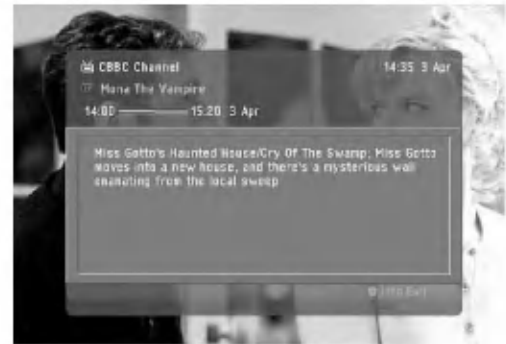 CBBC Channel 14:35 3 Apr
Mona The Vampire
14:00 15:20 3 Apr
Miss Gotto's Haunted House/Cry Of The Swamp; Miss Gotto
moves into a new house, and there's a mysterious wail
emanating from the local sweep
Exit